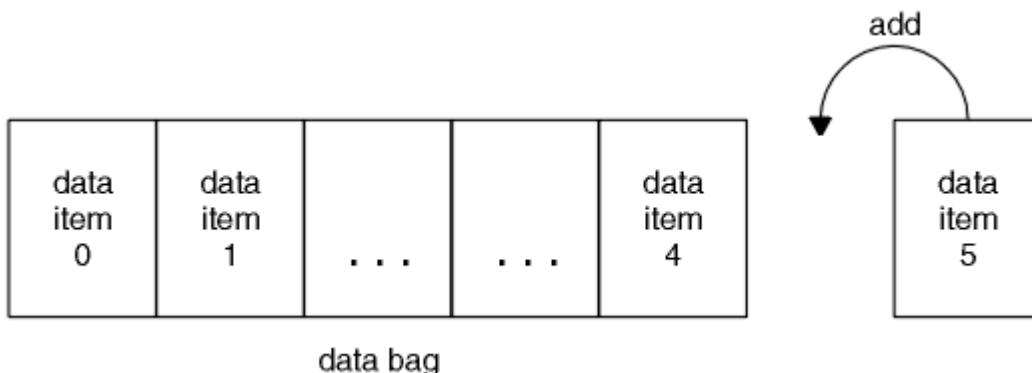 add
data
item
0
data
item
1
. . .
. . .
data
item
4
data
item
5
data bag